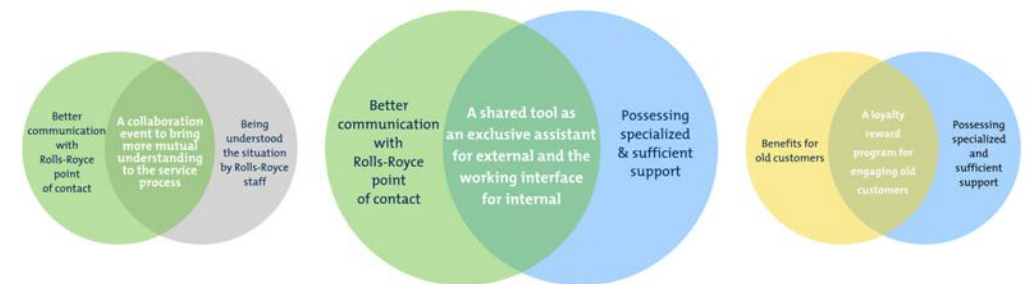 Better
communication
with
Rolls-Royce
point
of contact
A collaboration
event to bring
more mutual
understanding
to the service
process
Being
understood
the situation
by Rolls-Royce
staff
Better
communication
with
Rolls-Royce
point
of contact
A shared tool as
an exclusive assistant
for external and the
working interface
for internal
Possessing
specialized
& sufficient
support
Benefits for
old customers
A loyalty
reward
program for
engaging old
customers
Possessing
specialized
and
sufficient
support